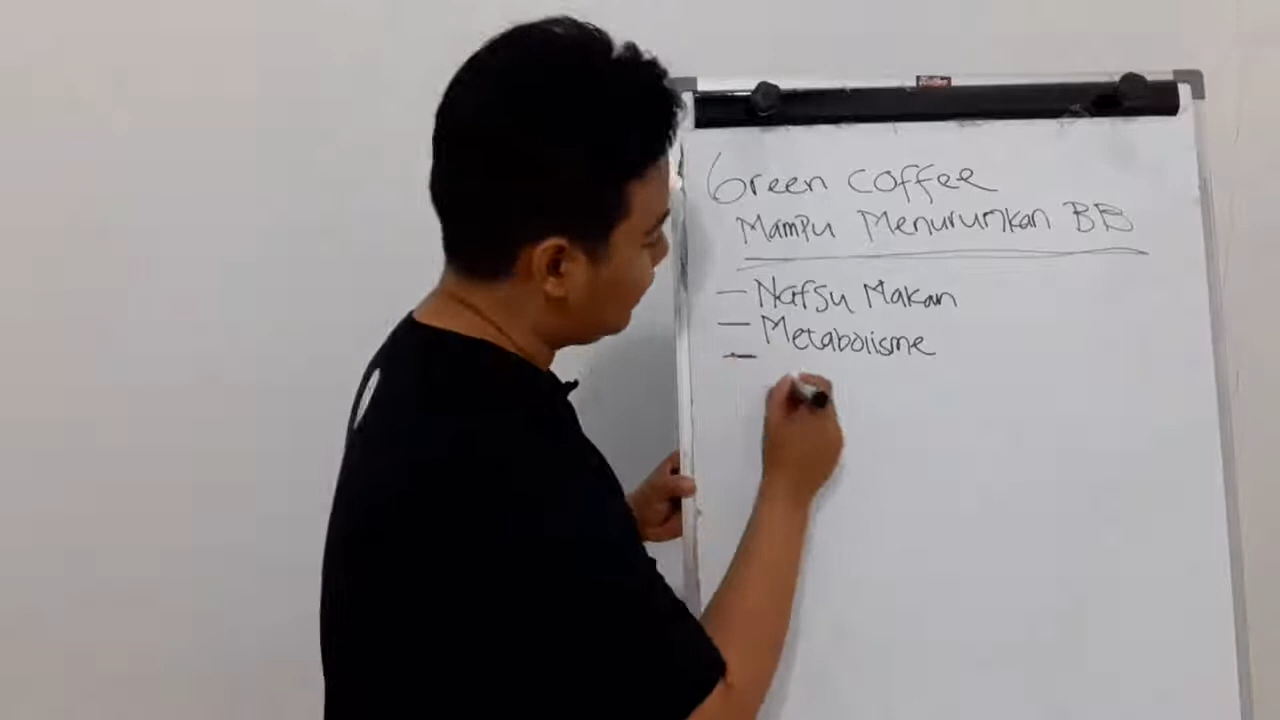 Green Coffee
Mampu Menurunkan BB
- Nafsu Makan
- Metabolisme
-